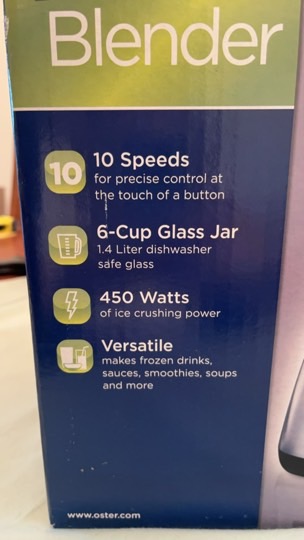 Blender
10
10 Speeds
for precise control at
the touch of a button
6-Cup Glass Jar
1.4 Liter dishwasher
safe glass
450 Watts
of ice crushing power
Versatile
makes frozen drinks,
sauces, smoothies, soups
and more
www.oster.com